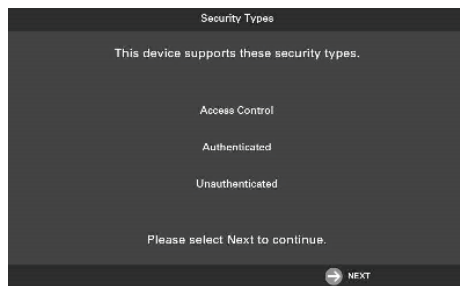 Security Types
This device supports these security types.
Access Control
Authenticated
Unauthenticated
Please select Next to continue.
NEXT